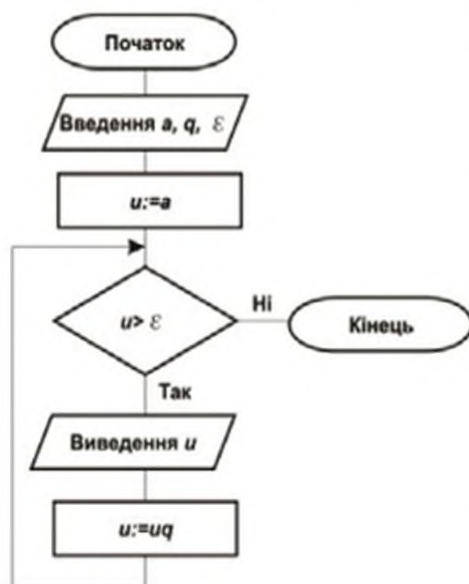 Початок
Введення a, q, ε
u:=a
u> ε
Ні
Кінець
Так
Виведення u
u:=uq